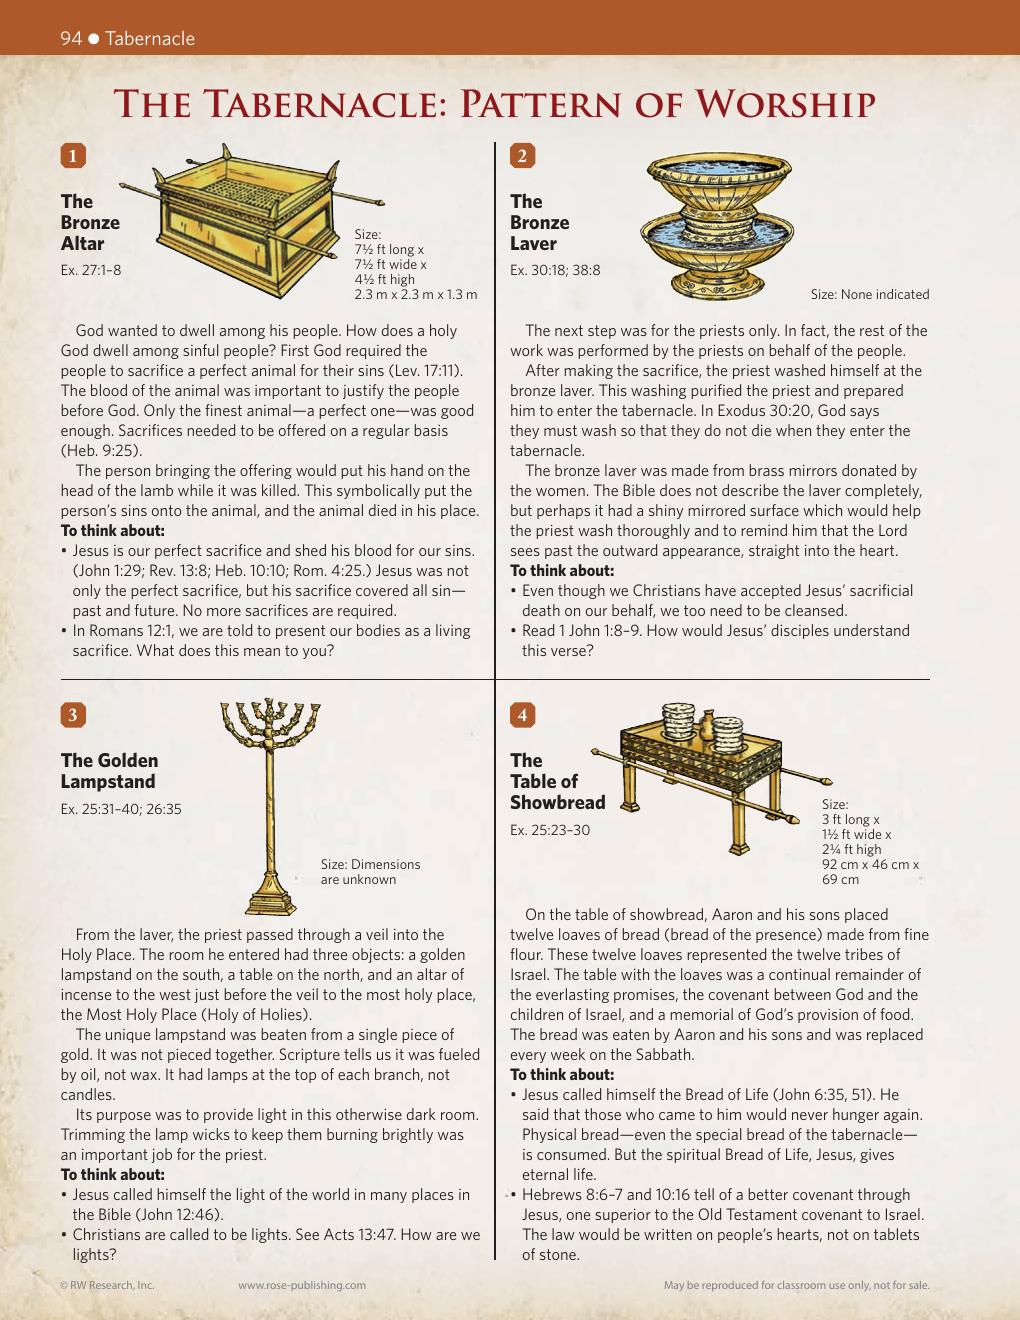 94 ● Tabernacle
The Tabernacle: Pattern of Worship
1
The
Bronze
Altar
Ex. 27:1–8
Size:
7½ ft long x
7½ ft wide x
4½ ft high
2.3 m x 2.3 m x 1.3 m
God wanted to dwell among his people. How does a holy
God dwell among sinful people? First God required the
people to sacrifice a perfect animal for their sins (Lev. 17:11).
The blood of the animal was important to justify the people
before God. Only the finest animal—a perfect one—was good
enough. Sacrifices needed to be offered on a regular basis
(Heb. 9:25).
The person bringing the offering would put his hand on the
head of the lamb while it was killed. This symbolically put the
person’s sins onto the animal, and the animal died in his place.
To think about:
• Jesus is our perfect sacrifice and shed his blood for our sins.
(John 1:29; Rev. 13:8; Heb. 10:10; Rom. 4:25.) Jesus was not
only the perfect sacrifice, but his sacrifice covered all sin—
past and future. No more sacrifices are required.
• In Romans 12:1, we are told to present our bodies as a living
sacrifice. What does this mean to you?
2
The
Bronze
Laver
Ex. 30:18; 38:8
Size: None indicated
The next step was for the priests only. In fact, the rest of the
work was performed by the priests on behalf of the people.
After making the sacrifice, the priest washed himself at the
bronze laver. This washing purified the priest and prepared
him to enter the tabernacle. In Exodus 30:20, God says
they must wash so that they do not die when they enter the
tabernacle.
The bronze laver was made from brass mirrors donated by
the women. The Bible does not describe the laver completely,
but perhaps it had a shiny mirrored surface which would help
the priest wash thoroughly and to remind him that the Lord
sees past the outward appearance, straight into the heart.
To think about:
• Even though we Christians have accepted Jesus’ sacrificial
death on our behalf, we too need to be cleansed.
• Read 1 John 1:8–9. How would Jesus’ disciples understand
this verse?
3
The Golden
Lampstand
Ex. 25:31–40; 26:35
Size: Dimensions
are unknown
From the laver, the priest passed through a veil into the
Holy Place. The room he entered had three objects: a golden
lampstand on the south, a table on the north, and an altar of
incense to the west just before the veil to the most holy place,
the Most Holy Place (Holy of Holies).
The unique lampstand was beaten from a single piece of
gold. It was not pieced together. Scripture tells us it was fueled
by oil, not wax. It had lamps at the top of each branch, not
candles.
Its purpose was to provide light in this otherwise dark room.
Trimming the lamp wicks to keep them burning brightly was
an important job for the priest.
To think about:
• Jesus called himself the light of the world in many places in
the Bible (John 12:46).
• Christians are called to be lights. See Acts 13:47. How are we
lights?
4
The
Table of
Showbread
Ex. 25:23–30
Size:
3 ft long x
1½ ft wide x
2¼ ft high
92 cm x 46 cm x
69 cm
On the table of showbread, Aaron and his sons placed
twelve loaves of bread (bread of the presence) made from fine
flour. These twelve loaves represented the twelve tribes of
Israel. The table with the loaves was a continual remainder of
the everlasting promises, the covenant between God and the
children of Israel, and a memorial of God’s provision of food.
The bread was eaten by Aaron and his sons and was replaced
every week on the Sabbath.
To think about:
• Jesus called himself the Bread of Life (John 6:35, 51). He
said that those who came to him would never hunger again.
Physical bread—even the special bread of the tabernacle—
is consumed. But the spiritual Bread of Life, Jesus, gives
eternal life.
• Hebrews 8:6–7 and 10:16 tell of a better covenant through
Jesus, one superior to the Old Testament covenant to Israel.
The law would be written on people’s hearts, not on tablets
of stone.
© RW Research, Inc.
www.rose-publishing.com
May be reproduced for classroom use only, not for sale.